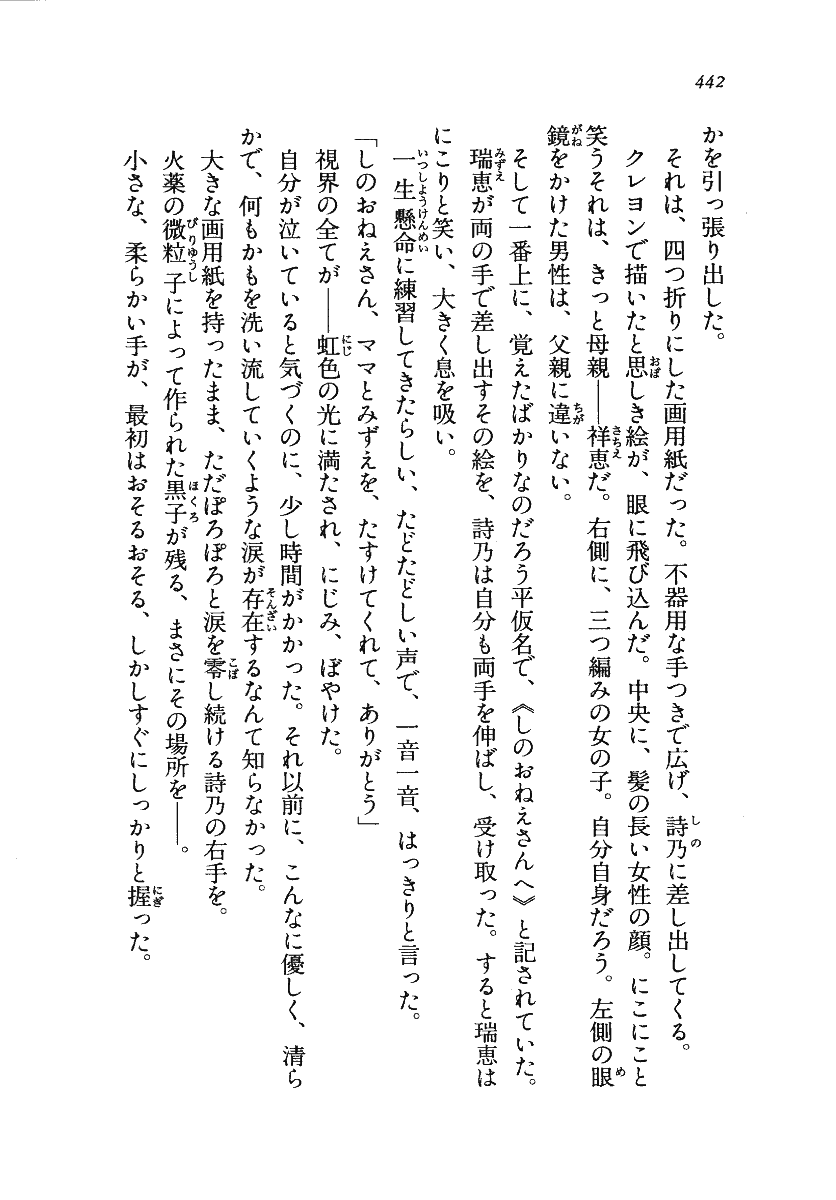 442
かを引っ張り出した。
それは、四つ折りにした画用紙だった。不器用な手つきで広げ、詩乃に差し出してくる。
クレヨンで描いたと思しき絵が、眼に飛び込んだ。中央に、髪の長い女性の顔。にこにこと
笑うそれは、きっと母親――祥恵だ。右側に、三つ編みの女の子。自分自身だろう。左側の眼
鏡をかけた男性は、父親に違いない。
そして一番上に、覚えたばかりなのだろう平仮名で、《しのおねえさんへ》と記されていた。
瑞恵が両の手で差し出すその絵を、詩乃は自分も両手を伸ばし、受け取った。すると瑞恵は
にこりと笑い、大きく息を吸い。
一生懸命に練習してきたらしい、たどたどしい声で、一音一音、はっきりと言った。
「しのおねえさん、ママとみずえを、たすけてくれて、ありがとう」
視界の全てが――虹色の光に満たされ、にじみ、ぼやけた。
自分が泣いていると気づくのに、少し時間がかかった。それ以前に、こんなに優しく、清ら
かで、何もかもを洗い流していくような涙が存在するなんて知らなかった。
大きな画用紙を持ったまま、ただぽろぽろと涙を零し続ける詩乃の右手を。
火薬の微粒子によって作られた黒子が残る、まさにその場所を――。
小さな、柔らかい手が、最初はおそるおそる、しかしすぐにしっかりと握った。